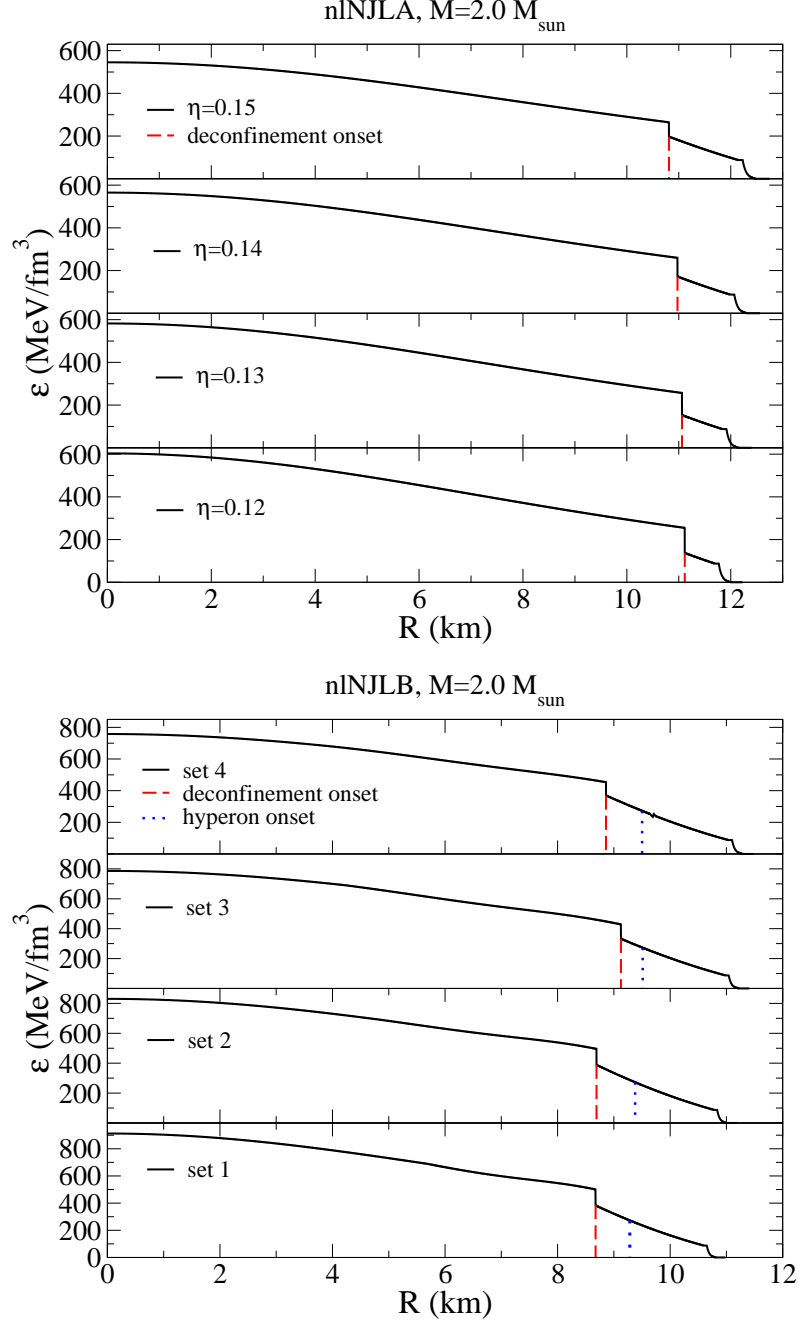 nlNJLA, M=2.0 M_sun
600
400
200
η=0.15
deconfinement onset
600
400
200
η=0.14
600
400
200
η=0.13
600
400
200
0
η=0.12
ε (MeV/fm³)
0 2 4 6 8 10 12
R (km)
nlNJLB, M=2.0 M_sun
800
600
400
200
set 4
deconfinement onset
hyperon onset
800
600
400
200
set 3
800
600
400
200
set 2
800
600
400
200
0
set 1
ε (MeV/fm³)
0 2 4 6 8 10 12
R (km)